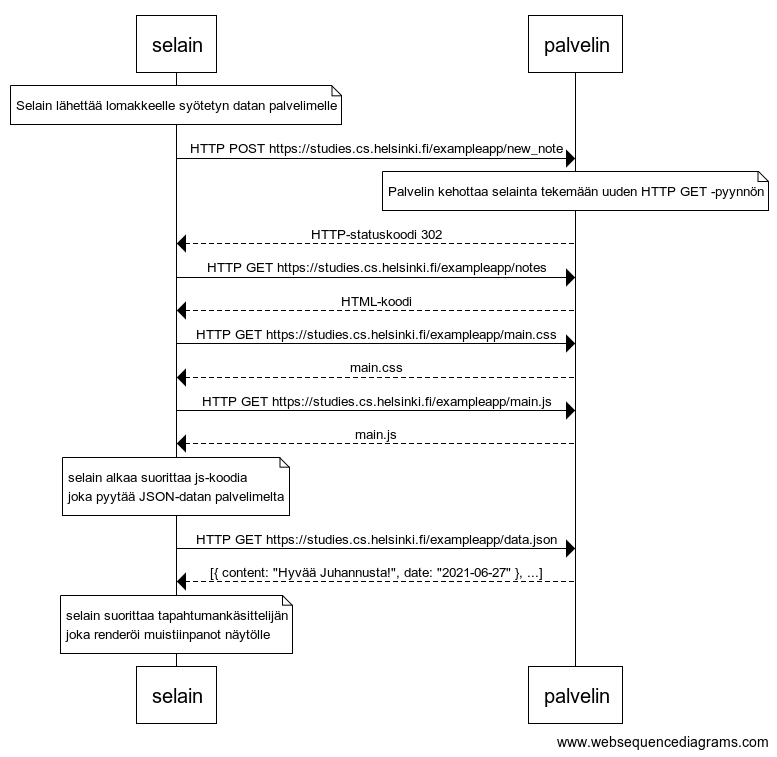 selain
palvelin
Selain lähettää lomakkeelle syötetyn datan palvelimelle
HTTP POST https://studies.cs.helsinki.fi/exampleapp/new_note
Palvelin kehottaa selainta tekemään uuden HTTP GET -pyynnön
HTTP-statuskoodi 302
HTTP GET https://studies.cs.helsinki.fi/exampleapp/notes
HTML-koodi
HTTP GET https://studies.cs.helsinki.fi/exampleapp/main.css
main.css
HTTP GET https://studies.cs.helsinki.fi/exampleapp/main.js
main.js
selain alkaa suorittaa js-koodia
joka pyytää JSON-datan palvelimelta
HTTP GET https://studies.cs.helsinki.fi/exampleapp/data.json
[{ content: "Hyvää Juhannusta!", date: "2021-06-27" }, ...]
selain suorittaa tapahtumankäsittelijän
joka renderöi muistiinpanot näytölle
selain
palvelin
www.websequencediagrams.com